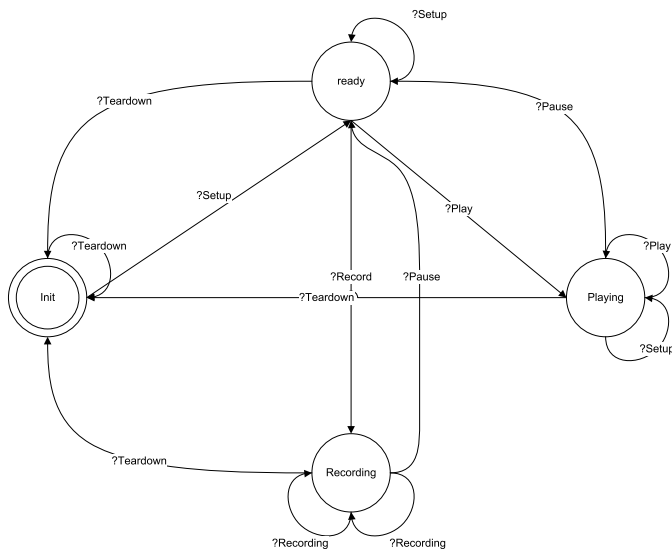 ?Setup
ready
?Teardown
?Pause
?Setup
?Play
?Teardown
?Play
?Record
?Pause
Init
?Teardown
Playing
?Setup
?Teardown
Recording
?Recording
?Recording